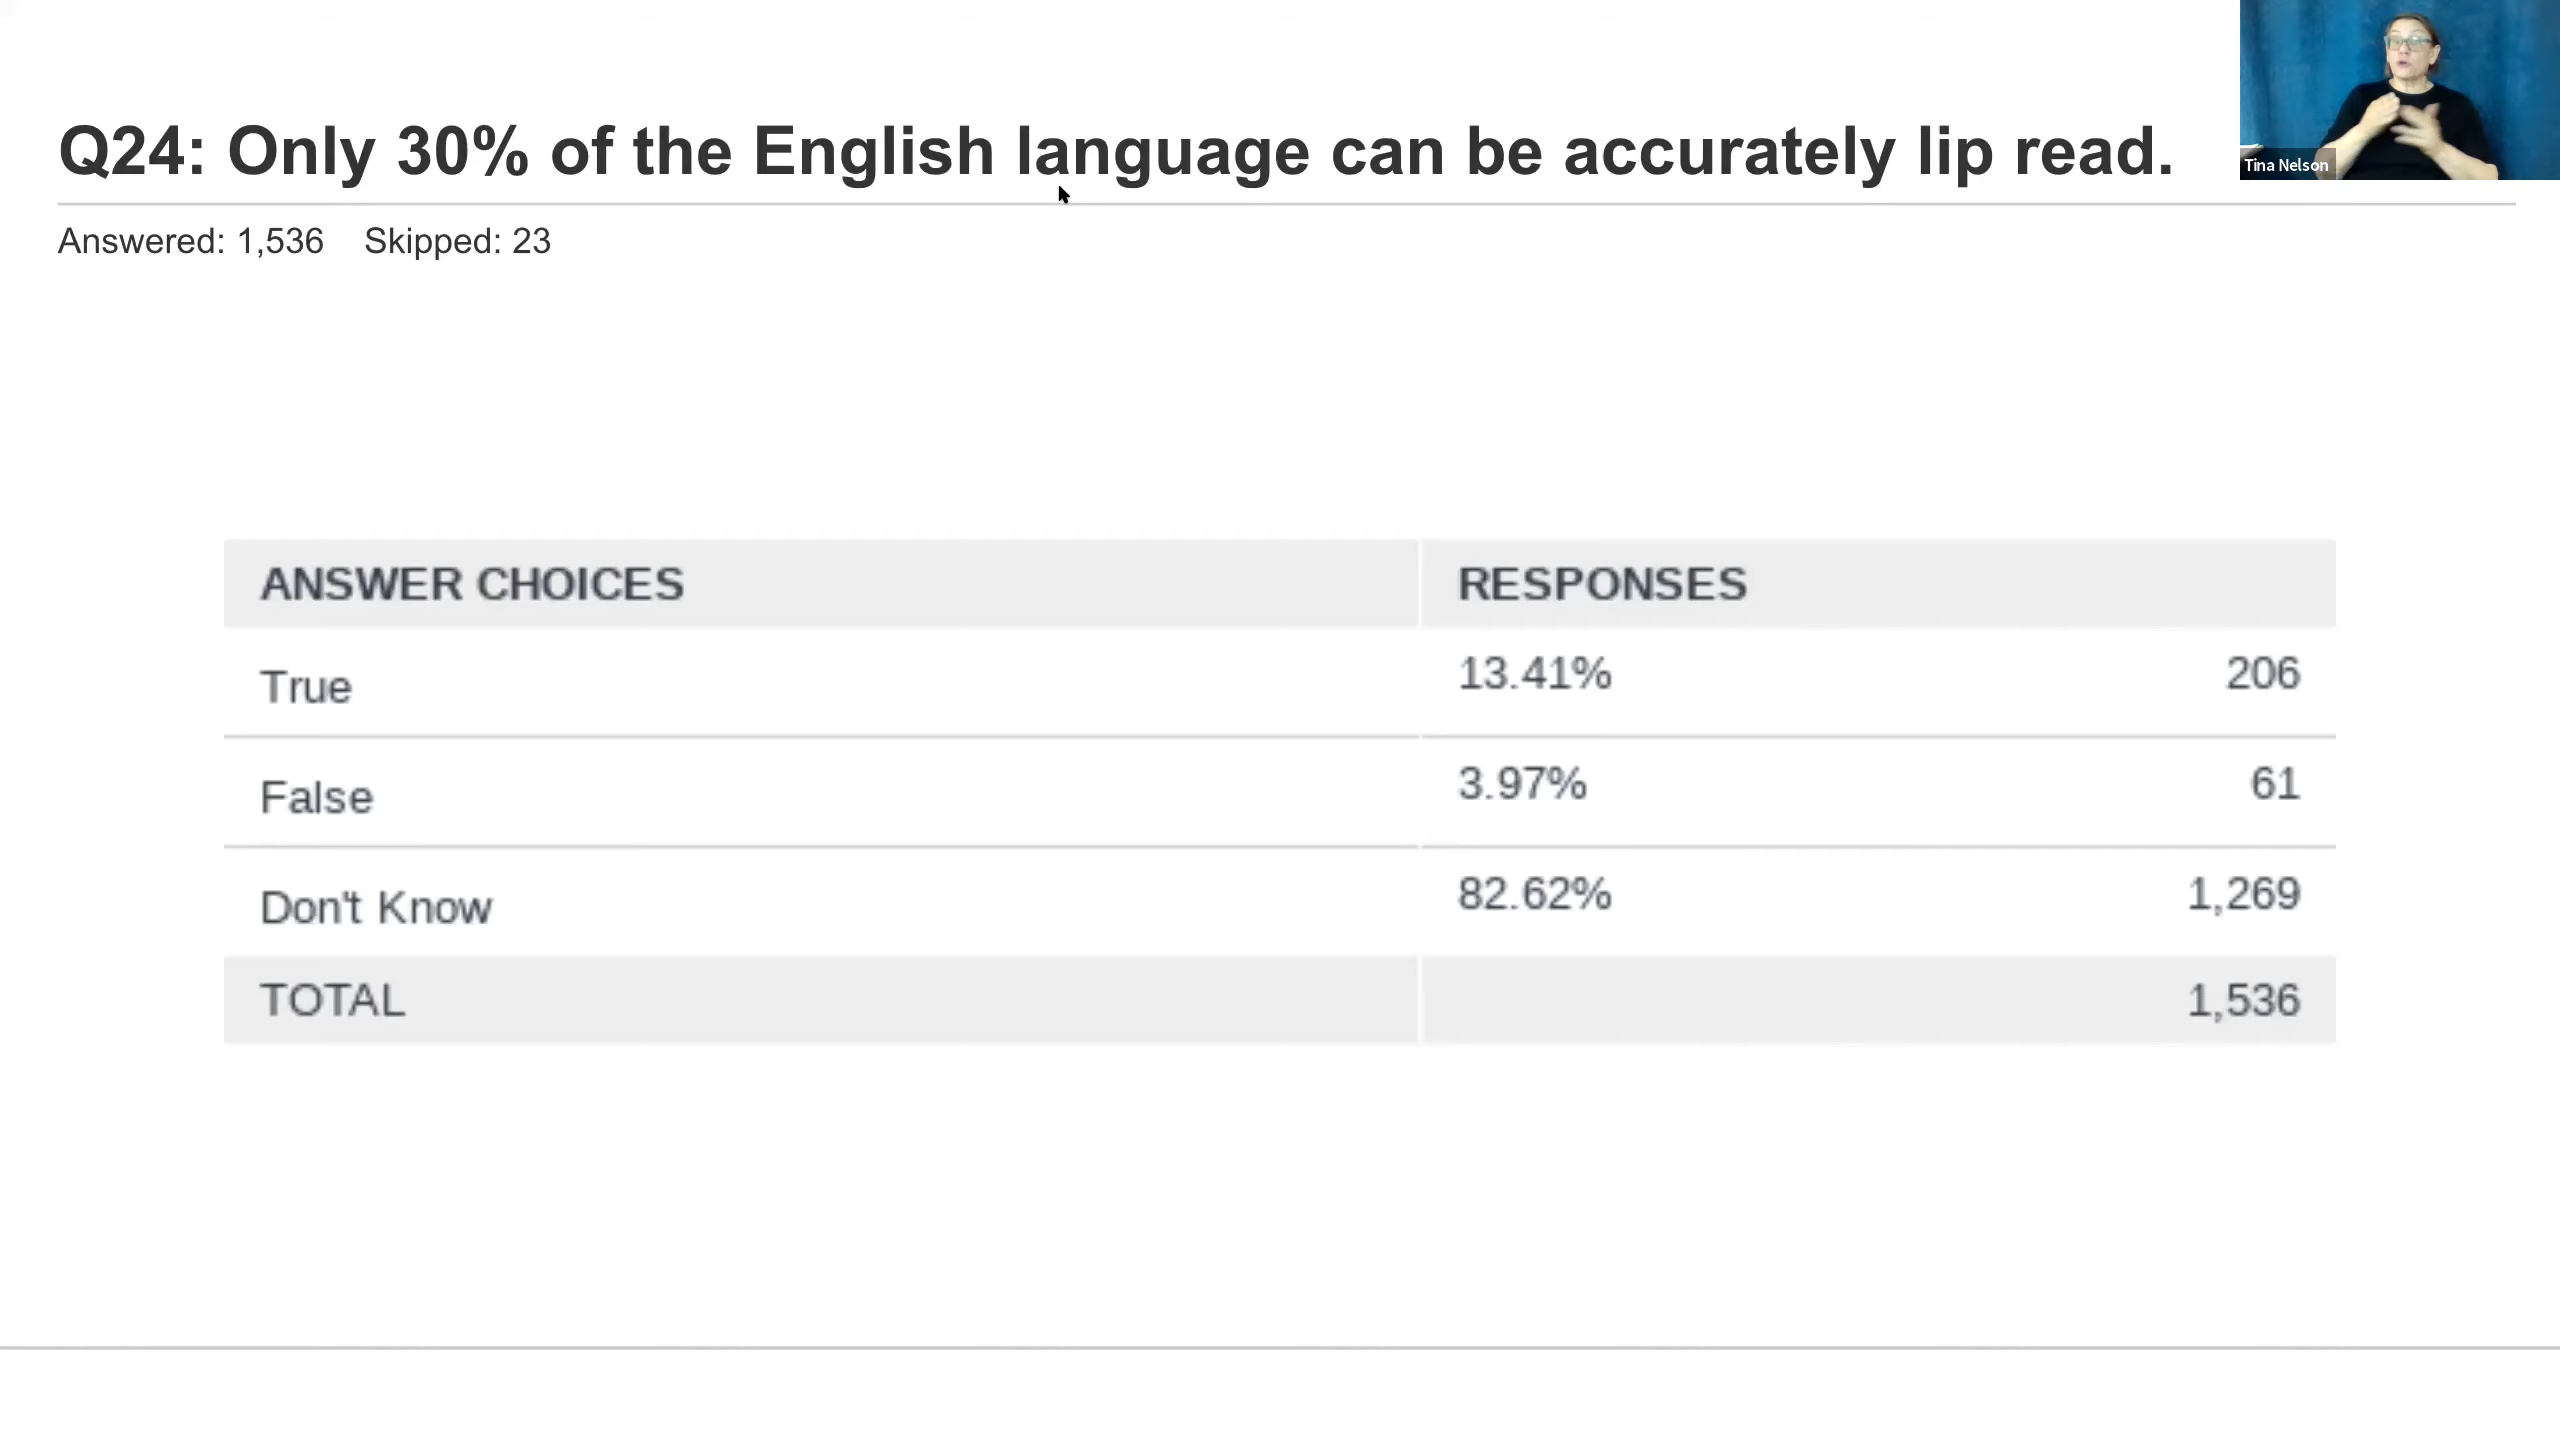 Q24: Only 30% of the English language can be accurately lip read.
Tina Nelson
Answered: 1,536 Skipped: 23
ANSWER CHOICES RESPONSES
True 13.41% 206
False 3.97% 61
Don't Know 82.62% 1,269
TOTAL 1,536